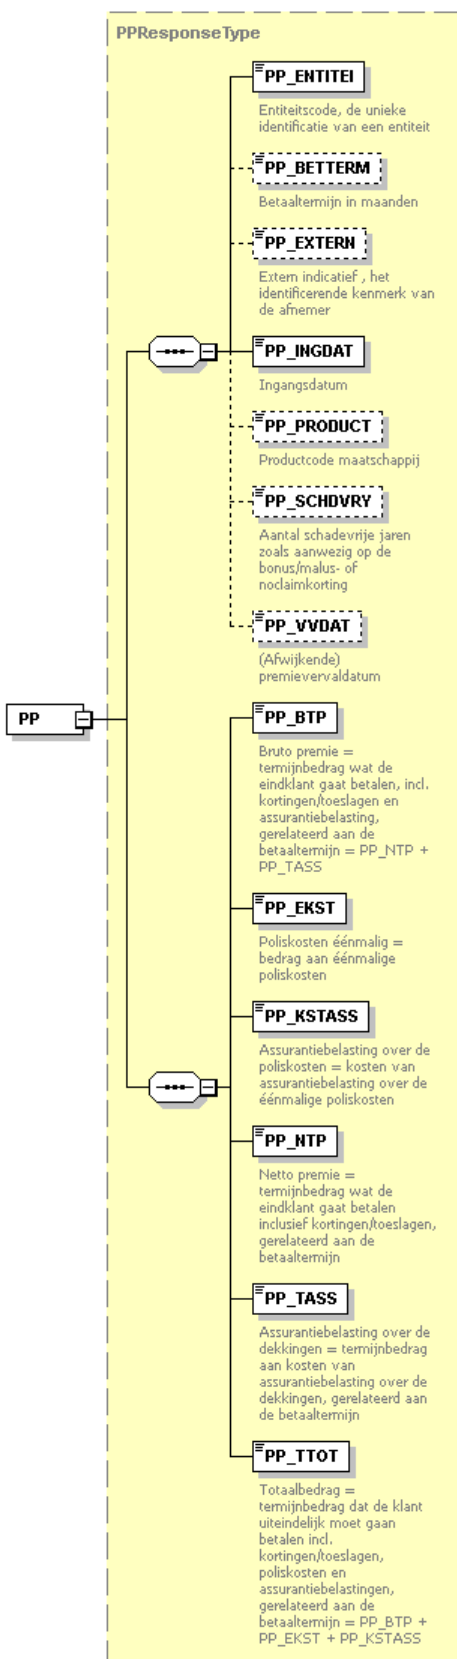 PPResponseType
PP_ENTITEI
Entiteitscode, de unieke
identificatie van een entiteit
PP_BETTERM
Betaaltermijn in maanden
PP_EXTERN
Extern indicatief , het
identificerende kenmerk van
de afnemer
PP_INGDAT
Ingangsdatum
PP_PRODUCT
Productcode maatschappij
PP_SCHDVRY
Aantal schadevrije jaren
zoals aanwezig op de
bonus/malus- of
noclaimkorting
PP_VVDAT
(Afwijkende)
premievervaldatum
PP
PP_BTP
Bruto premie =
termijnbedrag wat de
eindklant gaat betalen, incl.
kortingen/toeslagen en
assurantiebelasting,
gerelateerd aan de
betaaltermijn = PP_NTP +
PP_TASS
PP_EKST
Poliskosten éénmalig =
bedrag aan éénmalige
poliskosten
PP_KSTASS
Assurantiebelasting over de
poliskosten = kosten van
assurantiebelasting over de
éénmalige poliskosten
PP_NTP
Netto premie =
termijnbedrag wat de
eindklant gaat betalen
inclusief kortingen/toeslagen,
gerelateerd aan de
betaaltermijn
PP_TASS
Assurantiebelasting over de
dekkingen = termijnbedrag
aan kosten van
assurantiebelasting over de
dekkingen, gerelateerd aan
de betaaltermijn
PP_TTOT
Totaalbedrag =
termijnbedrag dat de klant
uiteindelijk moet gaan
betalen incl.
kortingen/toeslagen,
poliskosten en
assurantiebelastingen,
gerelateerd aan de
betaaltermijn = PP_BTP +
PP_EKST + PP_KSTASS